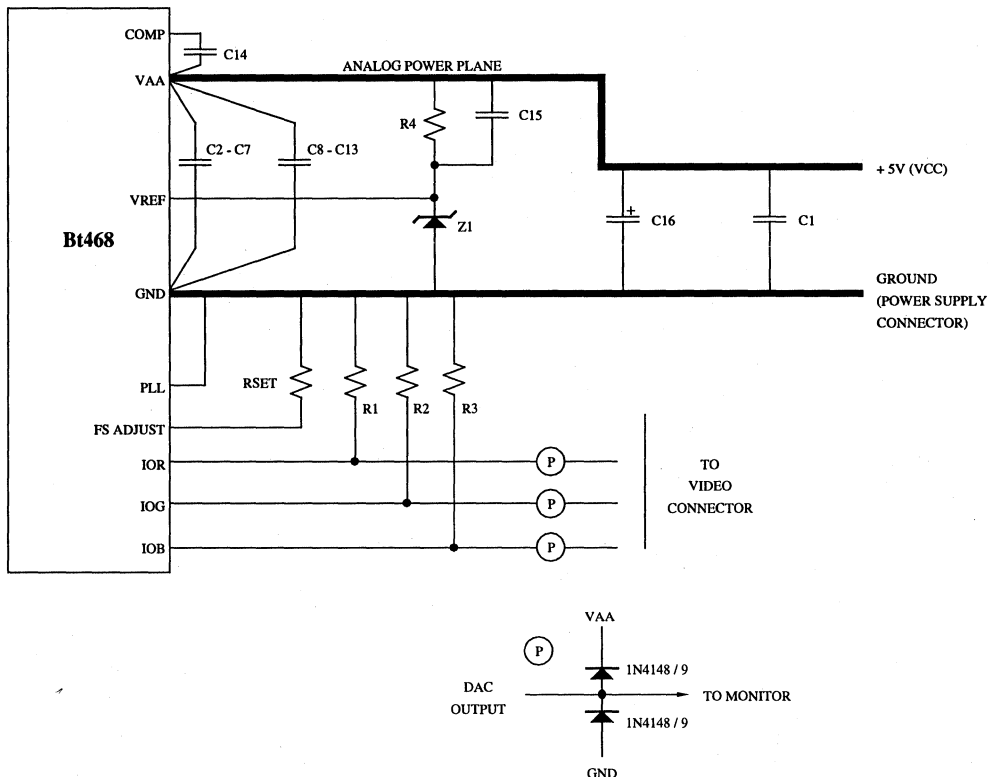 COMP
C14
ANALOG POWER PLANE
VAA
R4
C15
C2 - C7
C8 - C13
+ 5V (VCC)
VREF
Z1
+
C16
C1
Bt468
GND
GROUND
(POWER SUPPLY
CONNECTOR)
PLL
RSET
R1
R2
R3
FS ADJUST
IOR
P
TO
VIDEO
CONNECTOR
IOG
P
IOB
P
VAA
P
1N4148 / 9
DAC
OUTPUT
TO MONITOR
1N4148 / 9
GND